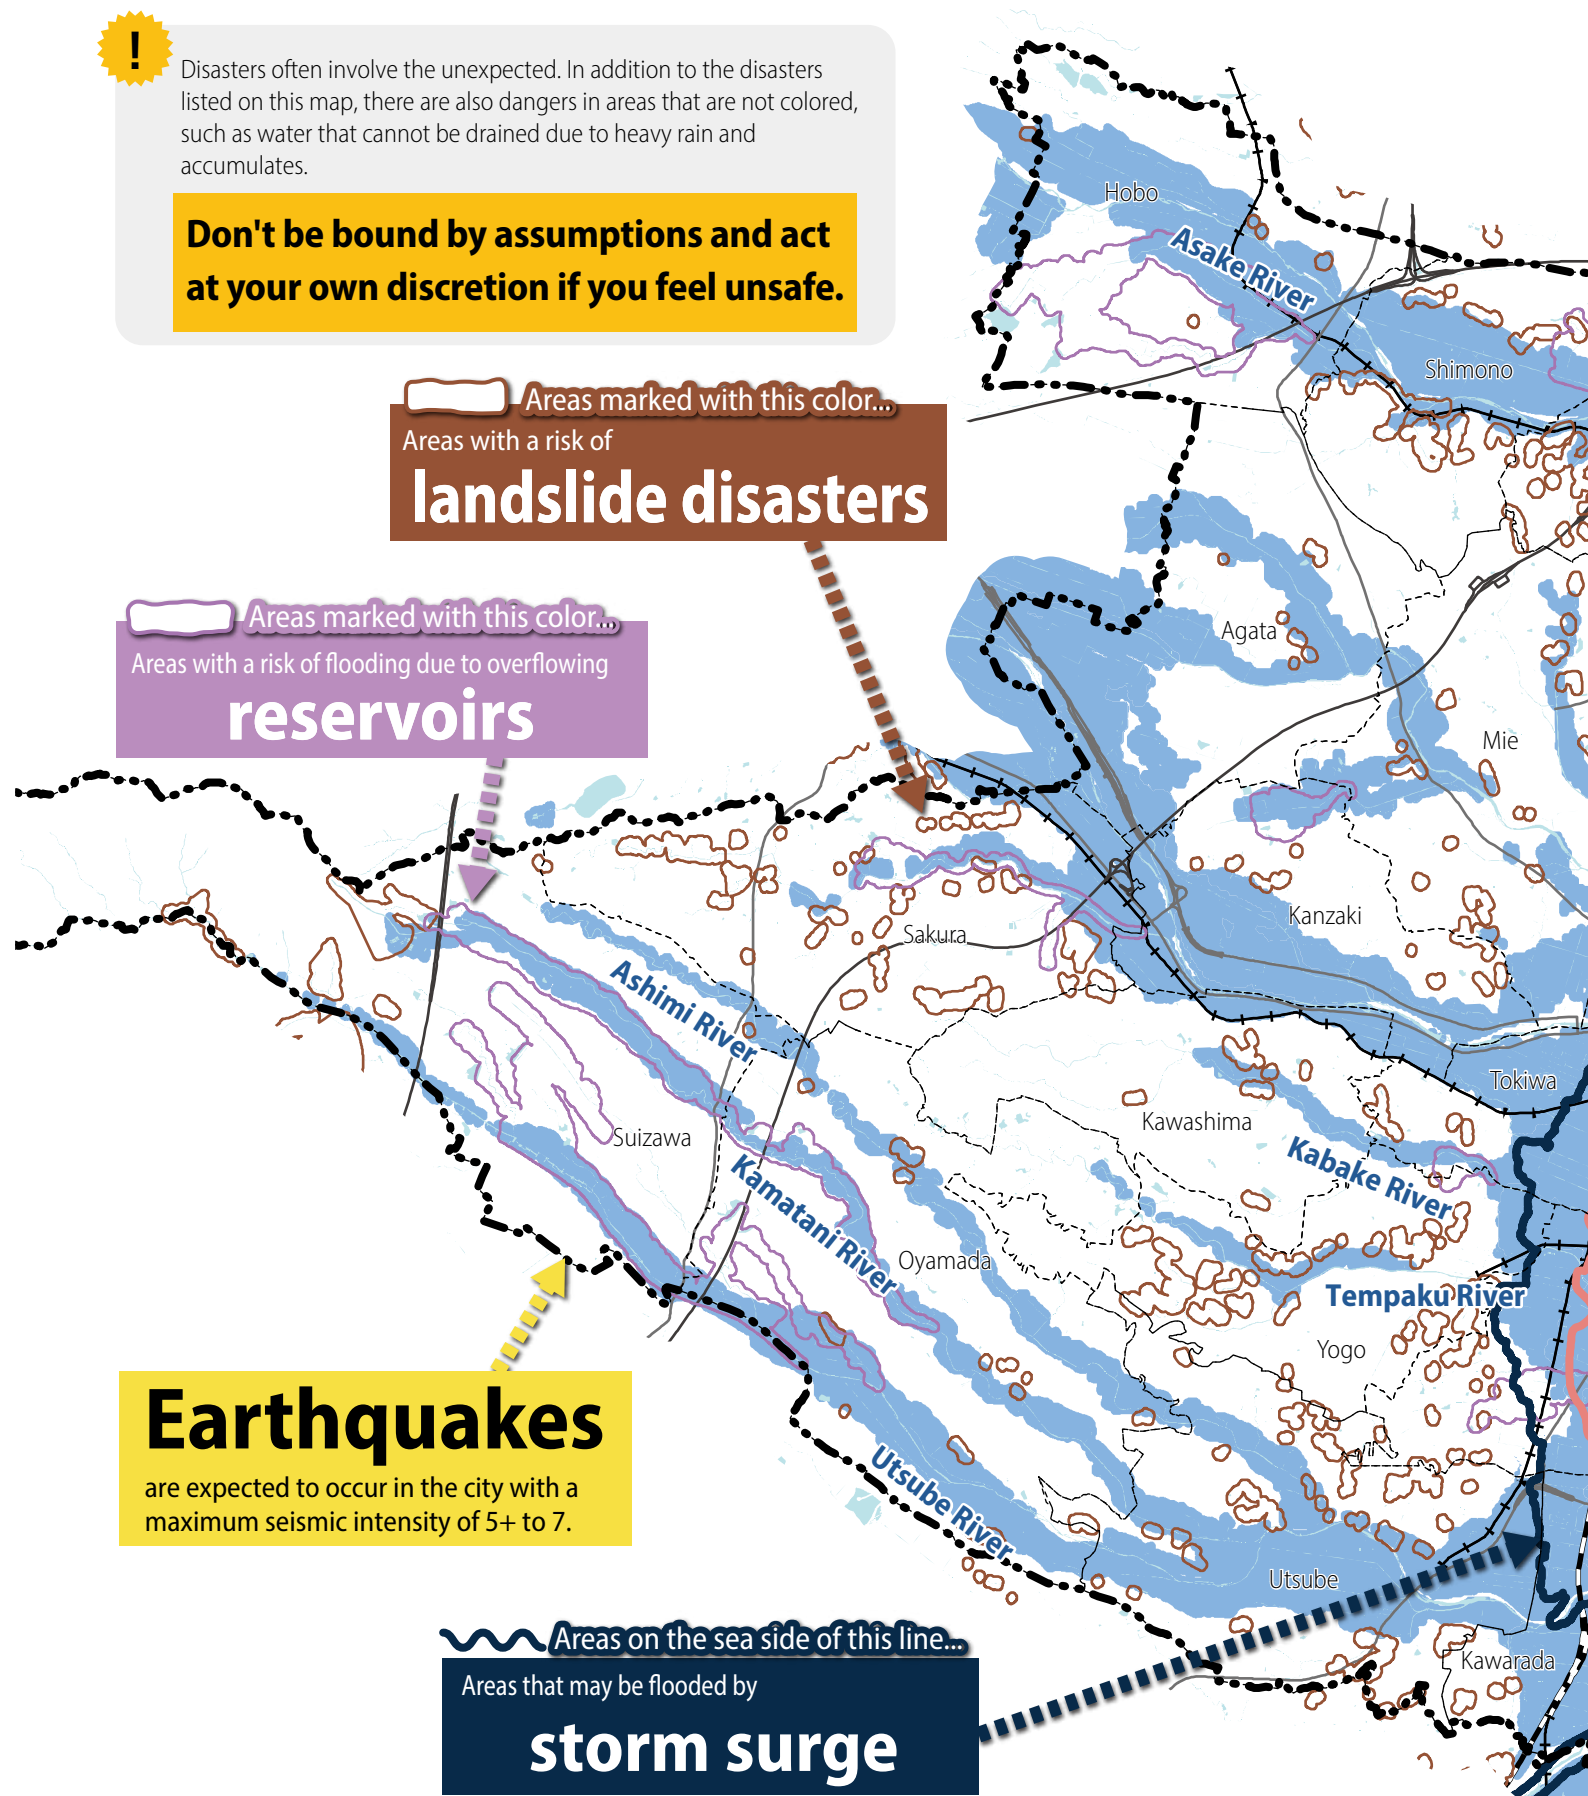 !
Disasters often involve the unexpected. In addition to the disasters
listed on this map, there are also dangers in areas that are not colored,
such as water that cannot be drained due to heavy rain and
accumulates.
Don't be bound by assumptions and act
at your own discretion if you feel unsafe.
Hobo
Asake River
Shimono
Areas marked with this color...
Areas with a risk of
landslide disasters
Areas marked with this color...
Areas with a risk of flooding due to overflowing
reservoirs
Agata
Mie
Kanzaki
Sakura
Ashimi River
Tokiwa
Kawashima
Suizawa
Kabake River
Kamatani River
Oyamada
Tempaku River
Yogo
Earthquakes
are expected to occur in the city with a
maximum seismic intensity of 5+ to 7.
Utsube River
Utsube
Areas on the sea side of this line...
Areas that may be flooded by
storm surge
Kawarada